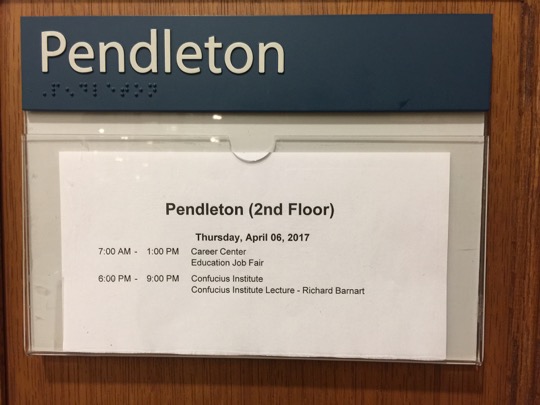 Pendleton
Pendleton (2nd Floor)
Thursday, April 06, 2017
7:00 AM - 1:00 PM Career Center
Education Job Fair
6:00 PM - 9:00 PM Confucius Institute
Confucius Institute Lecture - Richard Barnart